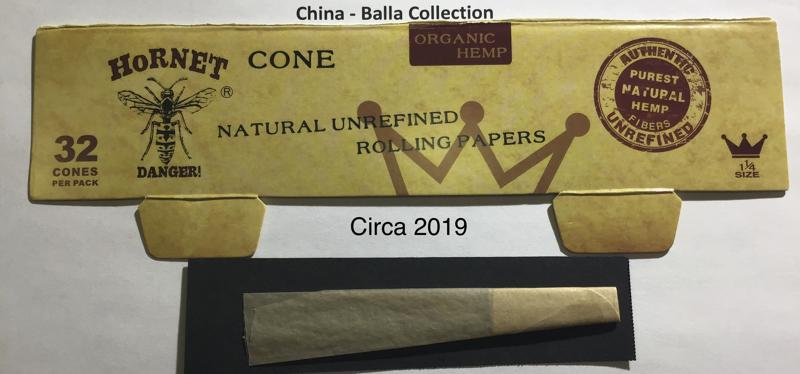 China - Balla Collection
HORNET
®
CONE
ORGANIC
HEMP
NATURAL UNREFINED
ROLLING PAPERS
32
CONES
PER PACK
DANGER!
AUTHENTIC
PUREST
NATURAL
HEMP
FIBERS
UNREFINED
1¼
SIZE
Circa 2019